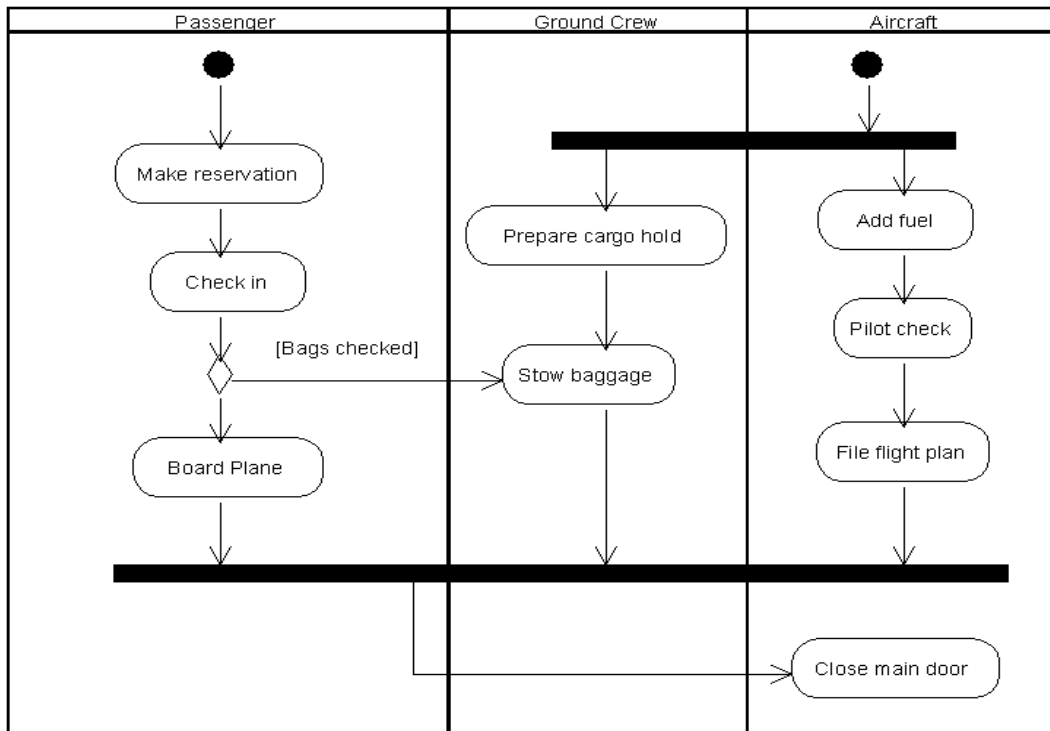 Passenger
Ground Crew
Aircraft
Make reservation
Check in
[Bags checked]
Board Plane
Prepare cargo hold
Stow baggage
Add fuel
Pilot check
File flight plan
Close main door